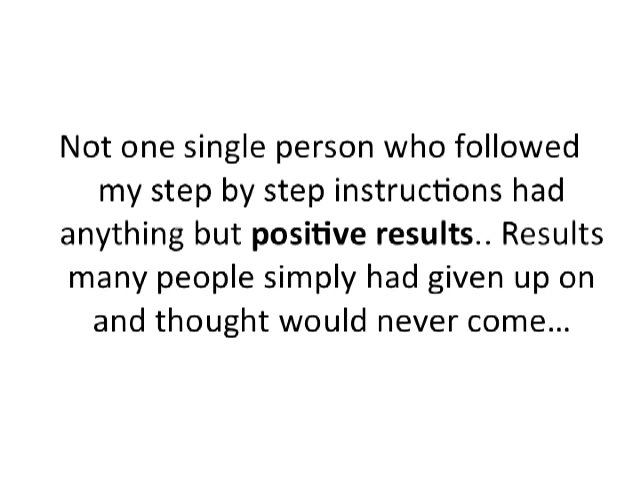 Not one single person who followed
my step by step instructions had
anything but positive results.. Results
many people simply had given up on
and thought would never come...